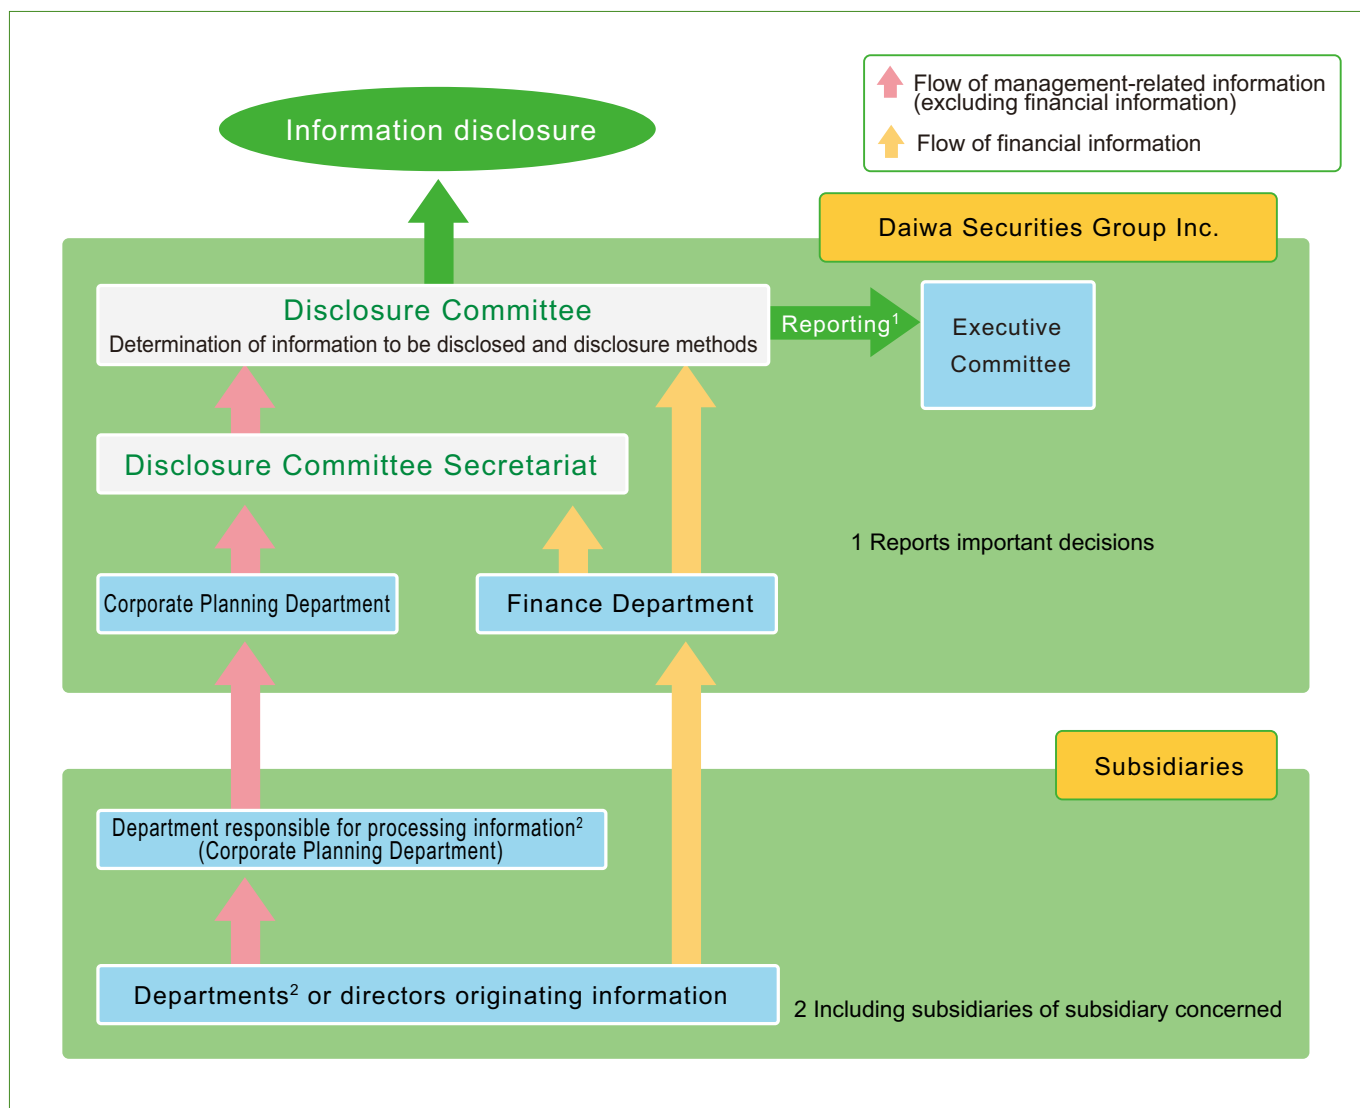 Flow of management-related information
(excluding financial information)
Flow of financial information
Information disclosure
Daiwa Securities Group Inc.
Disclosure Committee
Determination of information to be disclosed and disclosure methods
Reporting1
Executive
Committee
Disclosure Committee Secretariat
1 Reports important decisions
Corporate Planning Department
Finance Department
Subsidiaries
Department responsible for processing information2
(Corporate Planning Department)
Departments2 or directors originating information
2 Including subsidiaries of subsidiary concerned